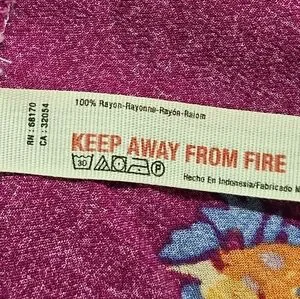 RN : 68170
CA : 32054
100% Rayon-Rayonne-Rayón-Raiom
KEEP AWAY FROM FIRE
30
P
Hecho En Indonesia/Fabricado